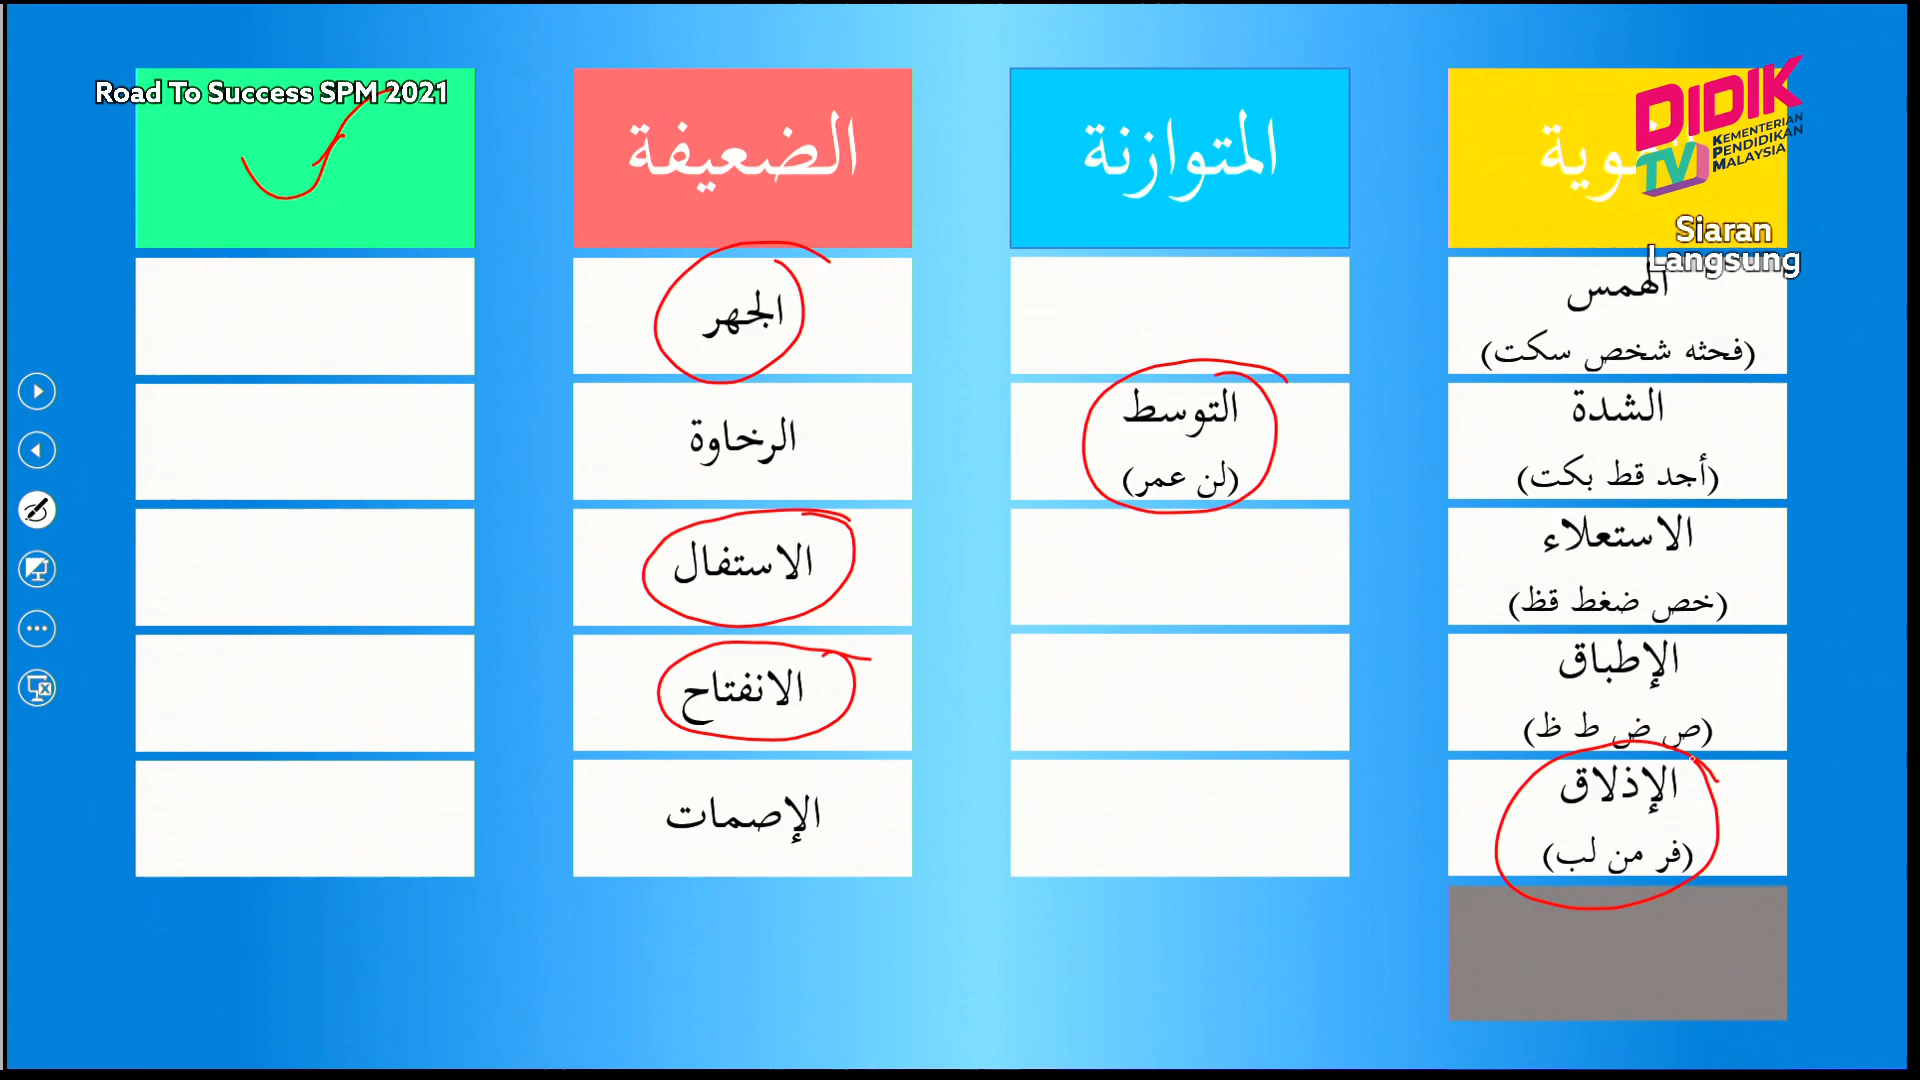 Road To Success SPM 2021
DIDIK
TV
KEMENTERIAN
PENDIDIKAN
MALAYSIA
Siaran
Langsung
المتوازنة
الضعيفة
الهمس
(فحثه شخص سكت)
الجهر
الشدة
(أجد قط بكت)
التوسط
(لن عمر)
الرخاوة
الاستعلاء
(خص ضغط قظ)
الاستفال
الإطباق
(ص ض ط ظ)
الانفتاح
الإذلاق
(فر من لب)
الإصمات